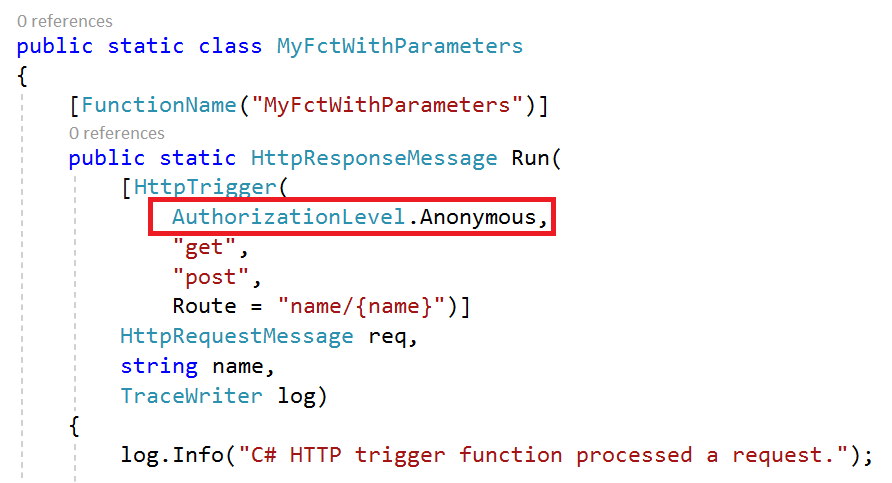 0 references
public static class MyFctWithParameters
{
[FunctionName("MyFctWithParameters")]
0 references
public static HttpResponseMessage Run(
[HttpTrigger(
AuthorizationLevel.Anonymous,
"get",
"post",
Route = "name/{name}")]
HttpRequestMessage req,
string name,
TraceWriter log)
{
log.Info("C# HTTP trigger function processed a request.");